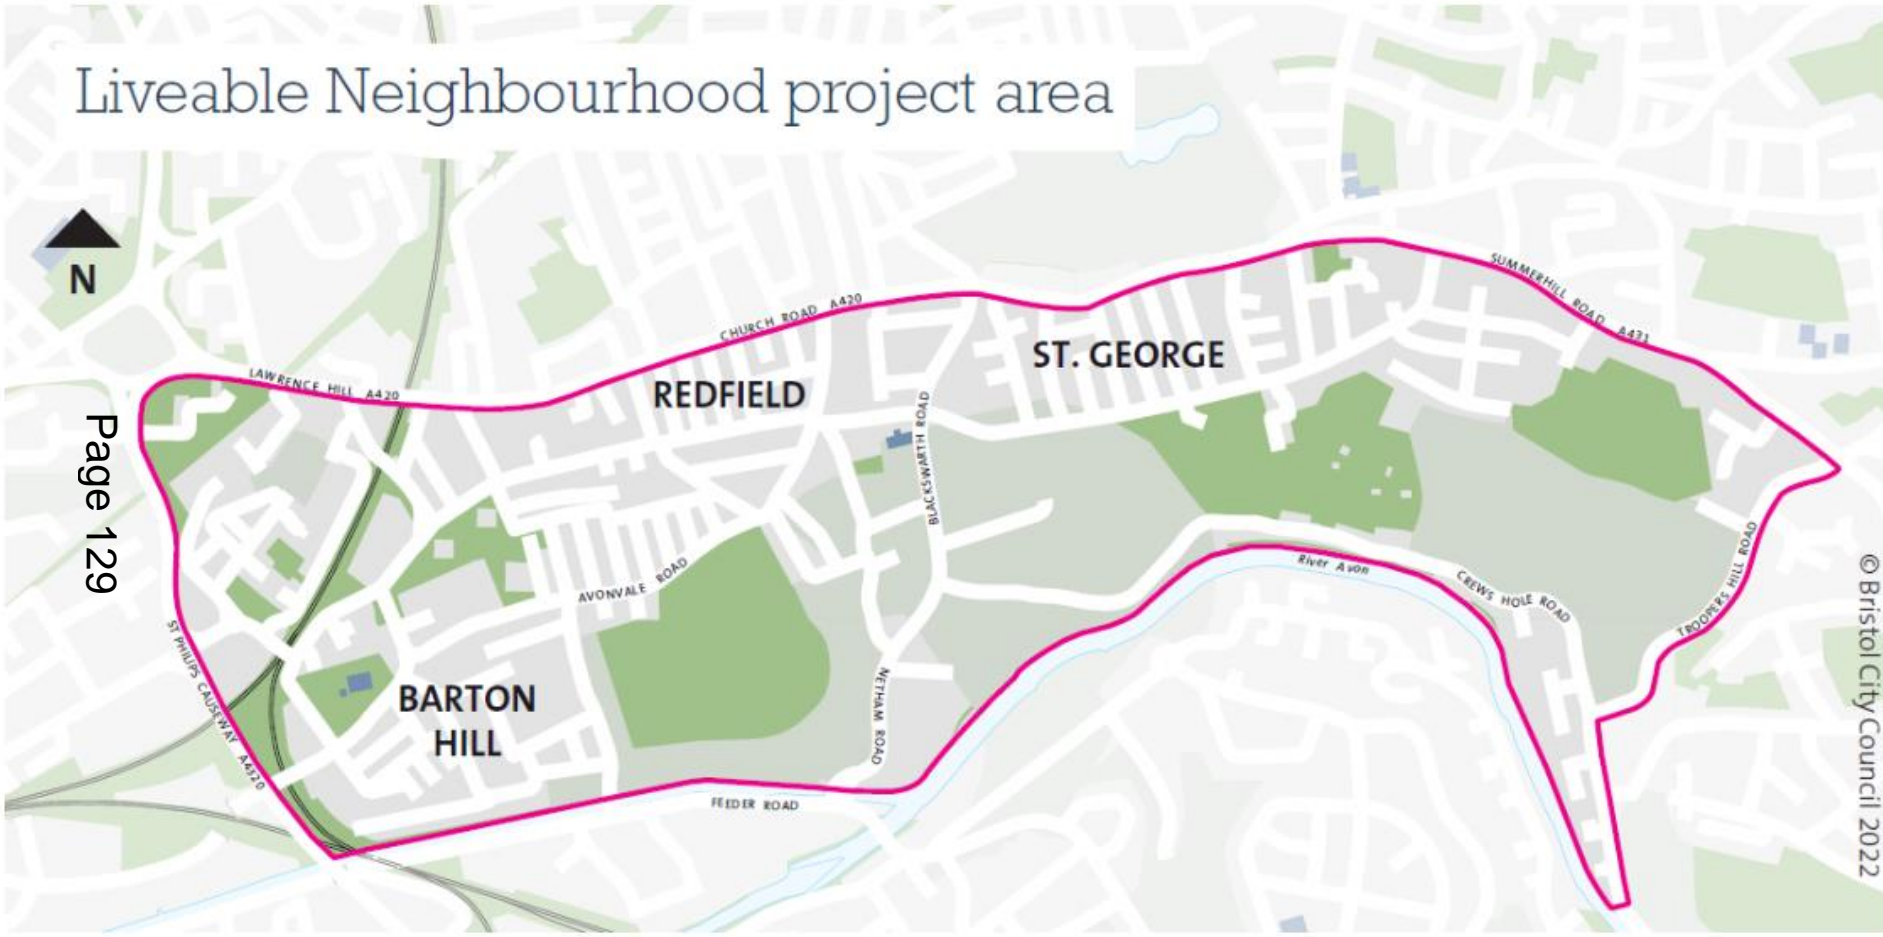 Liveable Neighbourhood project area
N
Page 129
LAWRENCE HILL A420
CHURCH ROAD A420
SUMMERHILL ROAD A431
REDFIELD
ST. GEORGE
BLACKSWARTH ROAD
AVONVALE ROAD
River Avon
CREWS HOLE ROAD
TROOPERS HILL ROAD
ST PHILIPS CAUSEWAY A4320
BARTON
HILL
NETHAM ROAD
FEEDER ROAD
© Bristol City Council 2022